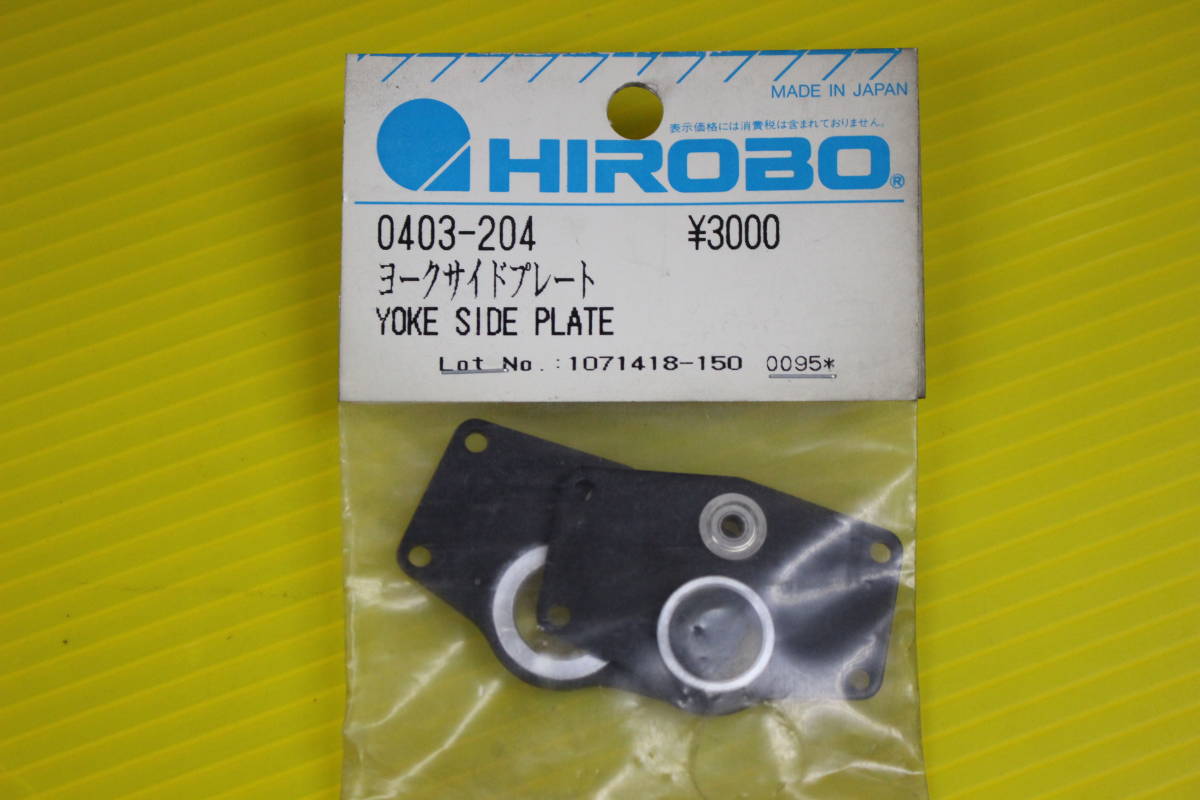 MADE IN JAPAN
表示価格には消費税は含まれておりません。
HIROBO®
0403-204 ¥3000
ヨークサイドプレート
YOKE SIDE PLATE
Lot No.:1071418-150 0095*